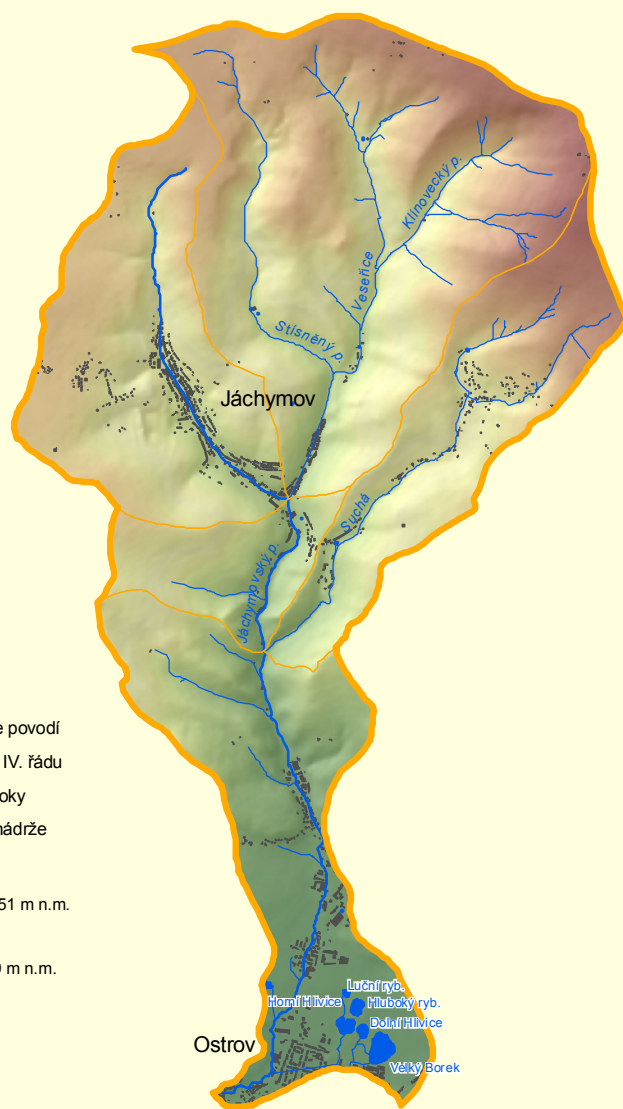 Klínovecký p.
Veseřice
Stísněný p.
Jáchymov
Suchá
Jáchymovský p.
e povodí
IV. řádu
oky
nádrže
51 m n.m.
m n.m.
Luční ryb.
Horní Hlivice
Hluboký ryb.
Dolní Hlivice
Ostrov
Velký Borek